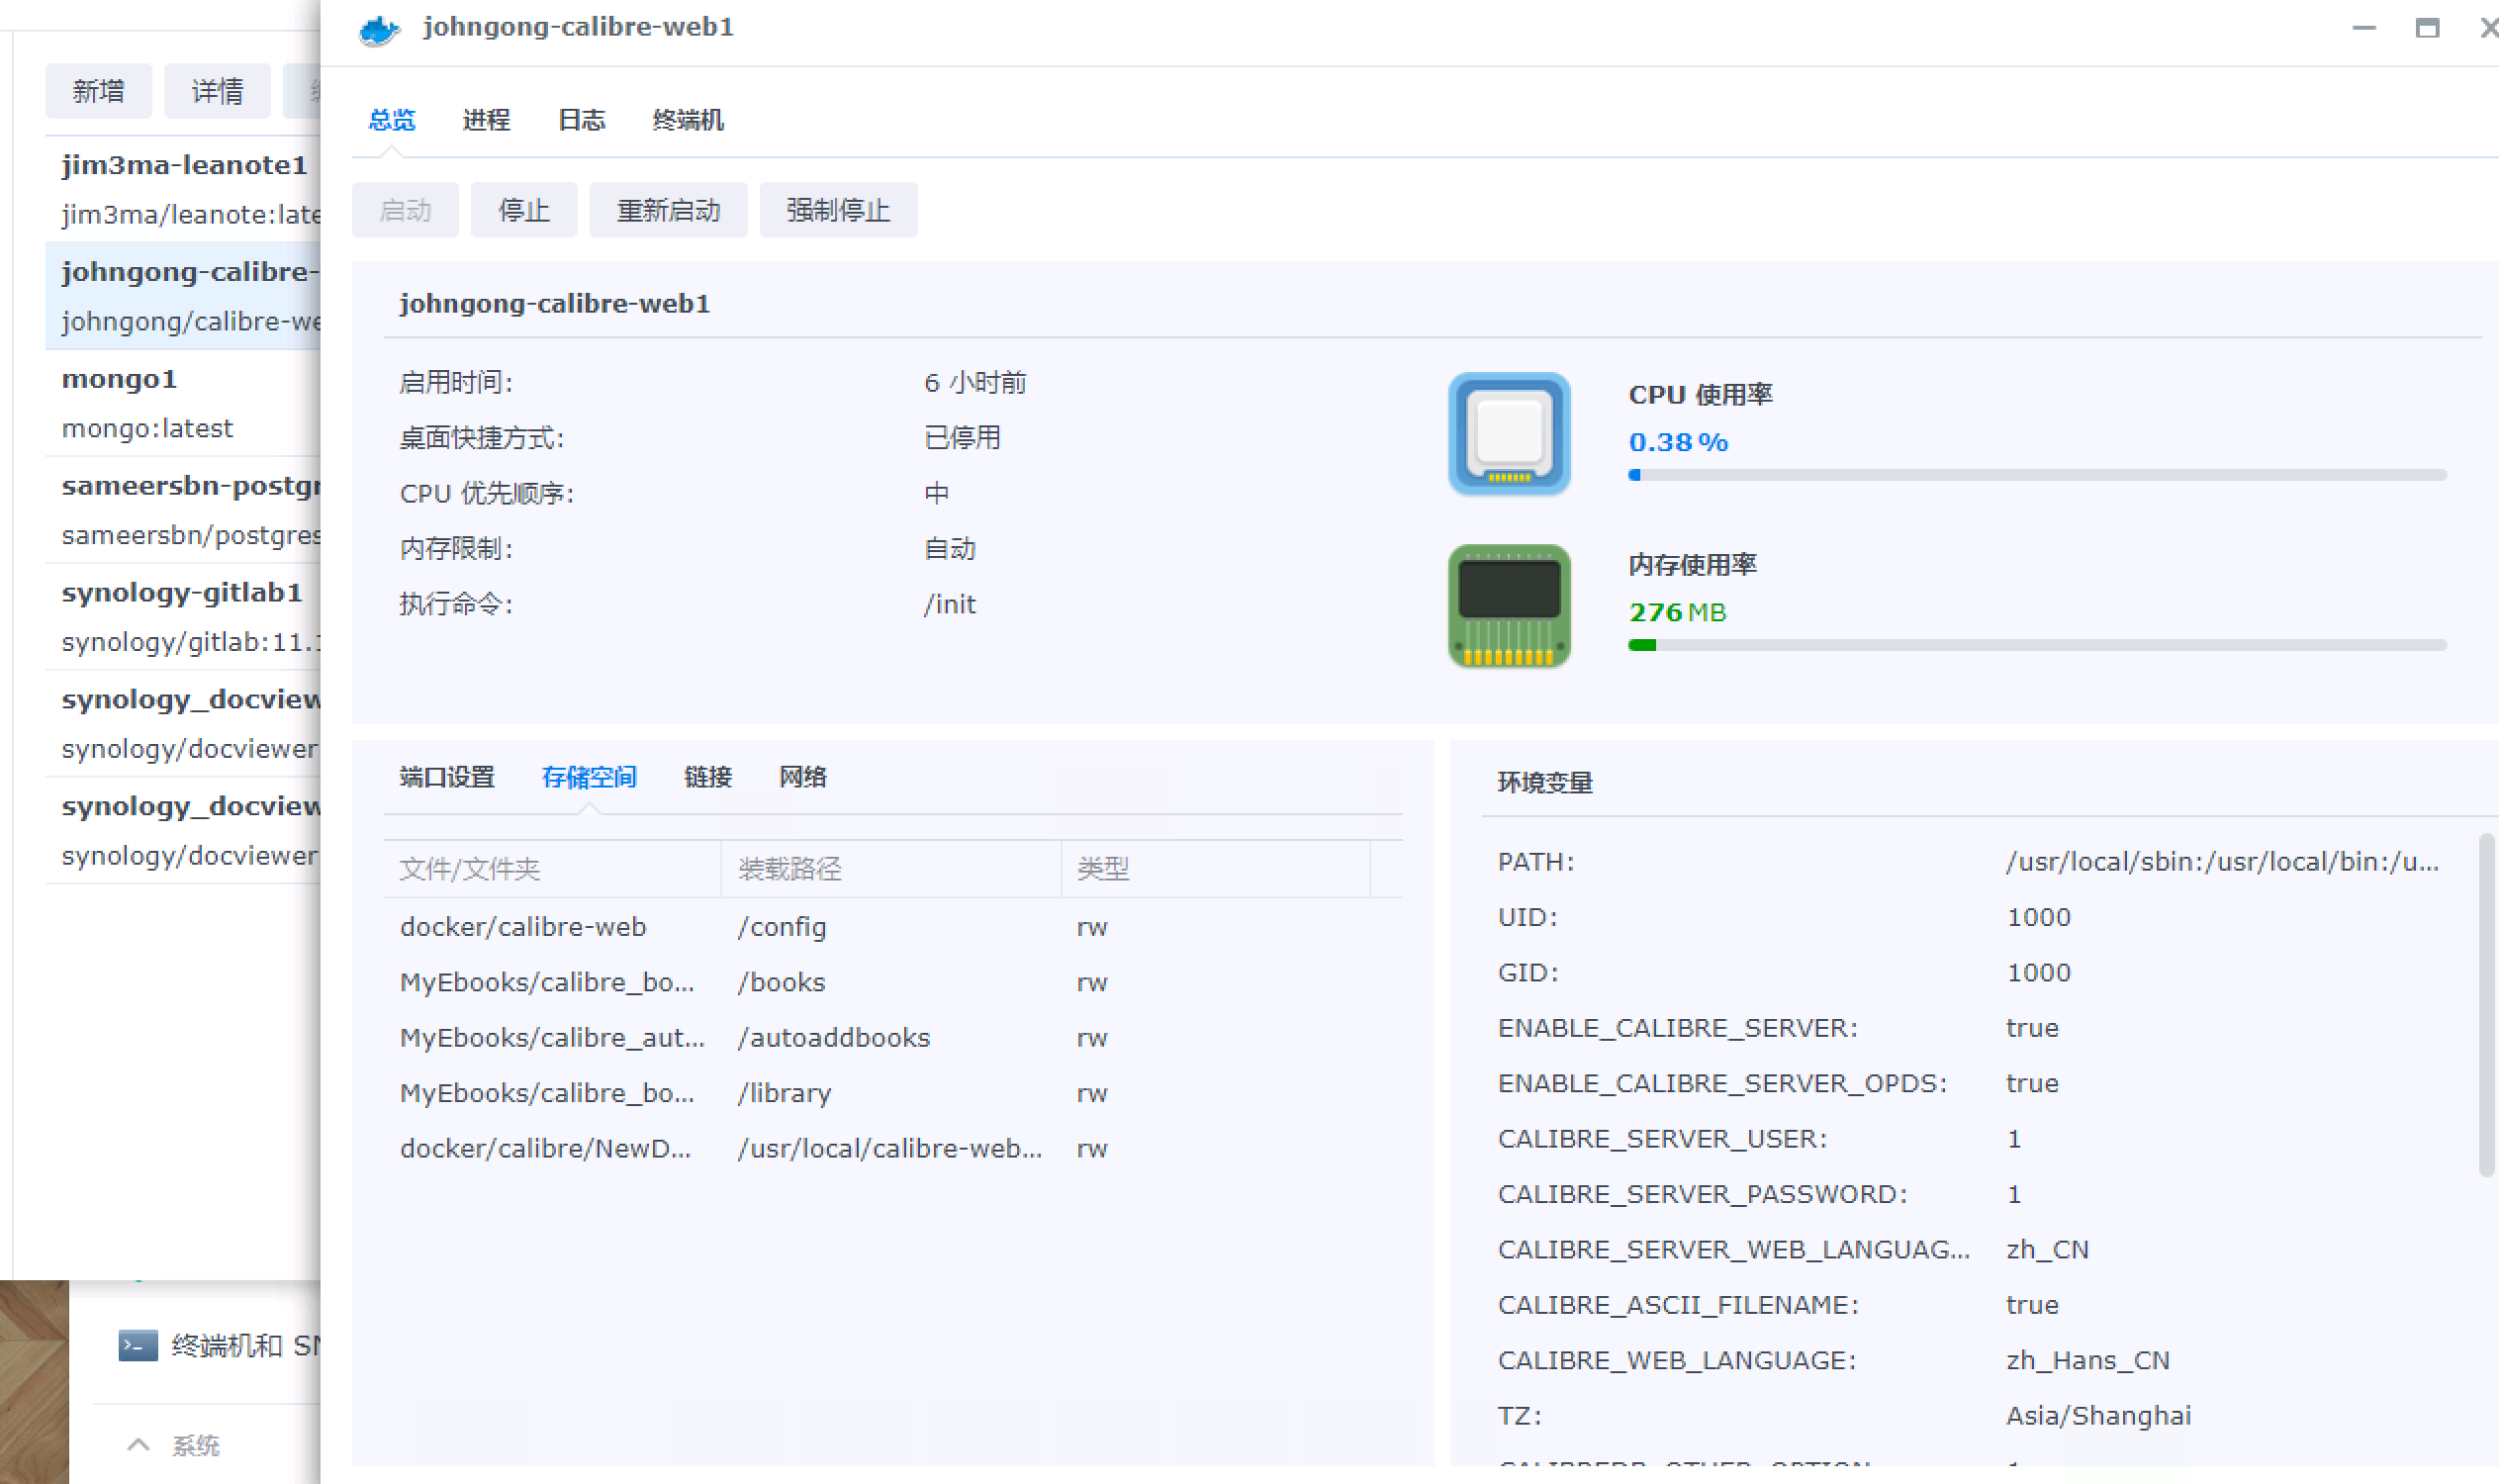 新增 详情
jim3ma-leanote1
jim3ma/leanote:late
johngong-calibre-
johngong/calibre-we
mongo1
mongo:latest
sameersbn-postgr
sameersbn/postgres
synology-gitlab1
synology/gitlab:11.1
synology_docview
synology/docviewer
synology_docview
synology/docviewer
终端机和 SN
系统
johngong-calibre-web1
总览 进程 日志 终端机
启动 停止 重新启动 强制停止
johngong-calibre-web1
启用时间: 6 小时前
桌面快捷方式: 已停用
CPU 优先顺序: 中
内存限制: 自动
执行命令: /init
CPU 使用率
0.38 %
内存使用率
276 MB
端口设置 存储空间 链接 网络
文件/文件夹 装载路径 类型
docker/calibre-web /config rw
MyEbooks/calibre_bo... /books rw
MyEbooks/calibre_aut... /autoaddbooks rw
MyEbooks/calibre_bo... /library rw
docker/calibre/NewD... /usr/local/calibre-web... rw
环境变量
PATH: /usr/local/sbin:/usr/local/bin:/u...
UID: 1000
GID: 1000
ENABLE_CALIBRE_SERVER: true
ENABLE_CALIBRE_SERVER_OPDS: true
CALIBRE_SERVER_USER: 1
CALIBRE_SERVER_PASSWORD: 1
CALIBRE_SERVER_WEB_LANGUAG... zh_CN
CALIBRE_ASCII_FILENAME: true
CALIBRE_WEB_LANGUAGE: zh_Hans_CN
TZ: Asia/Shanghai